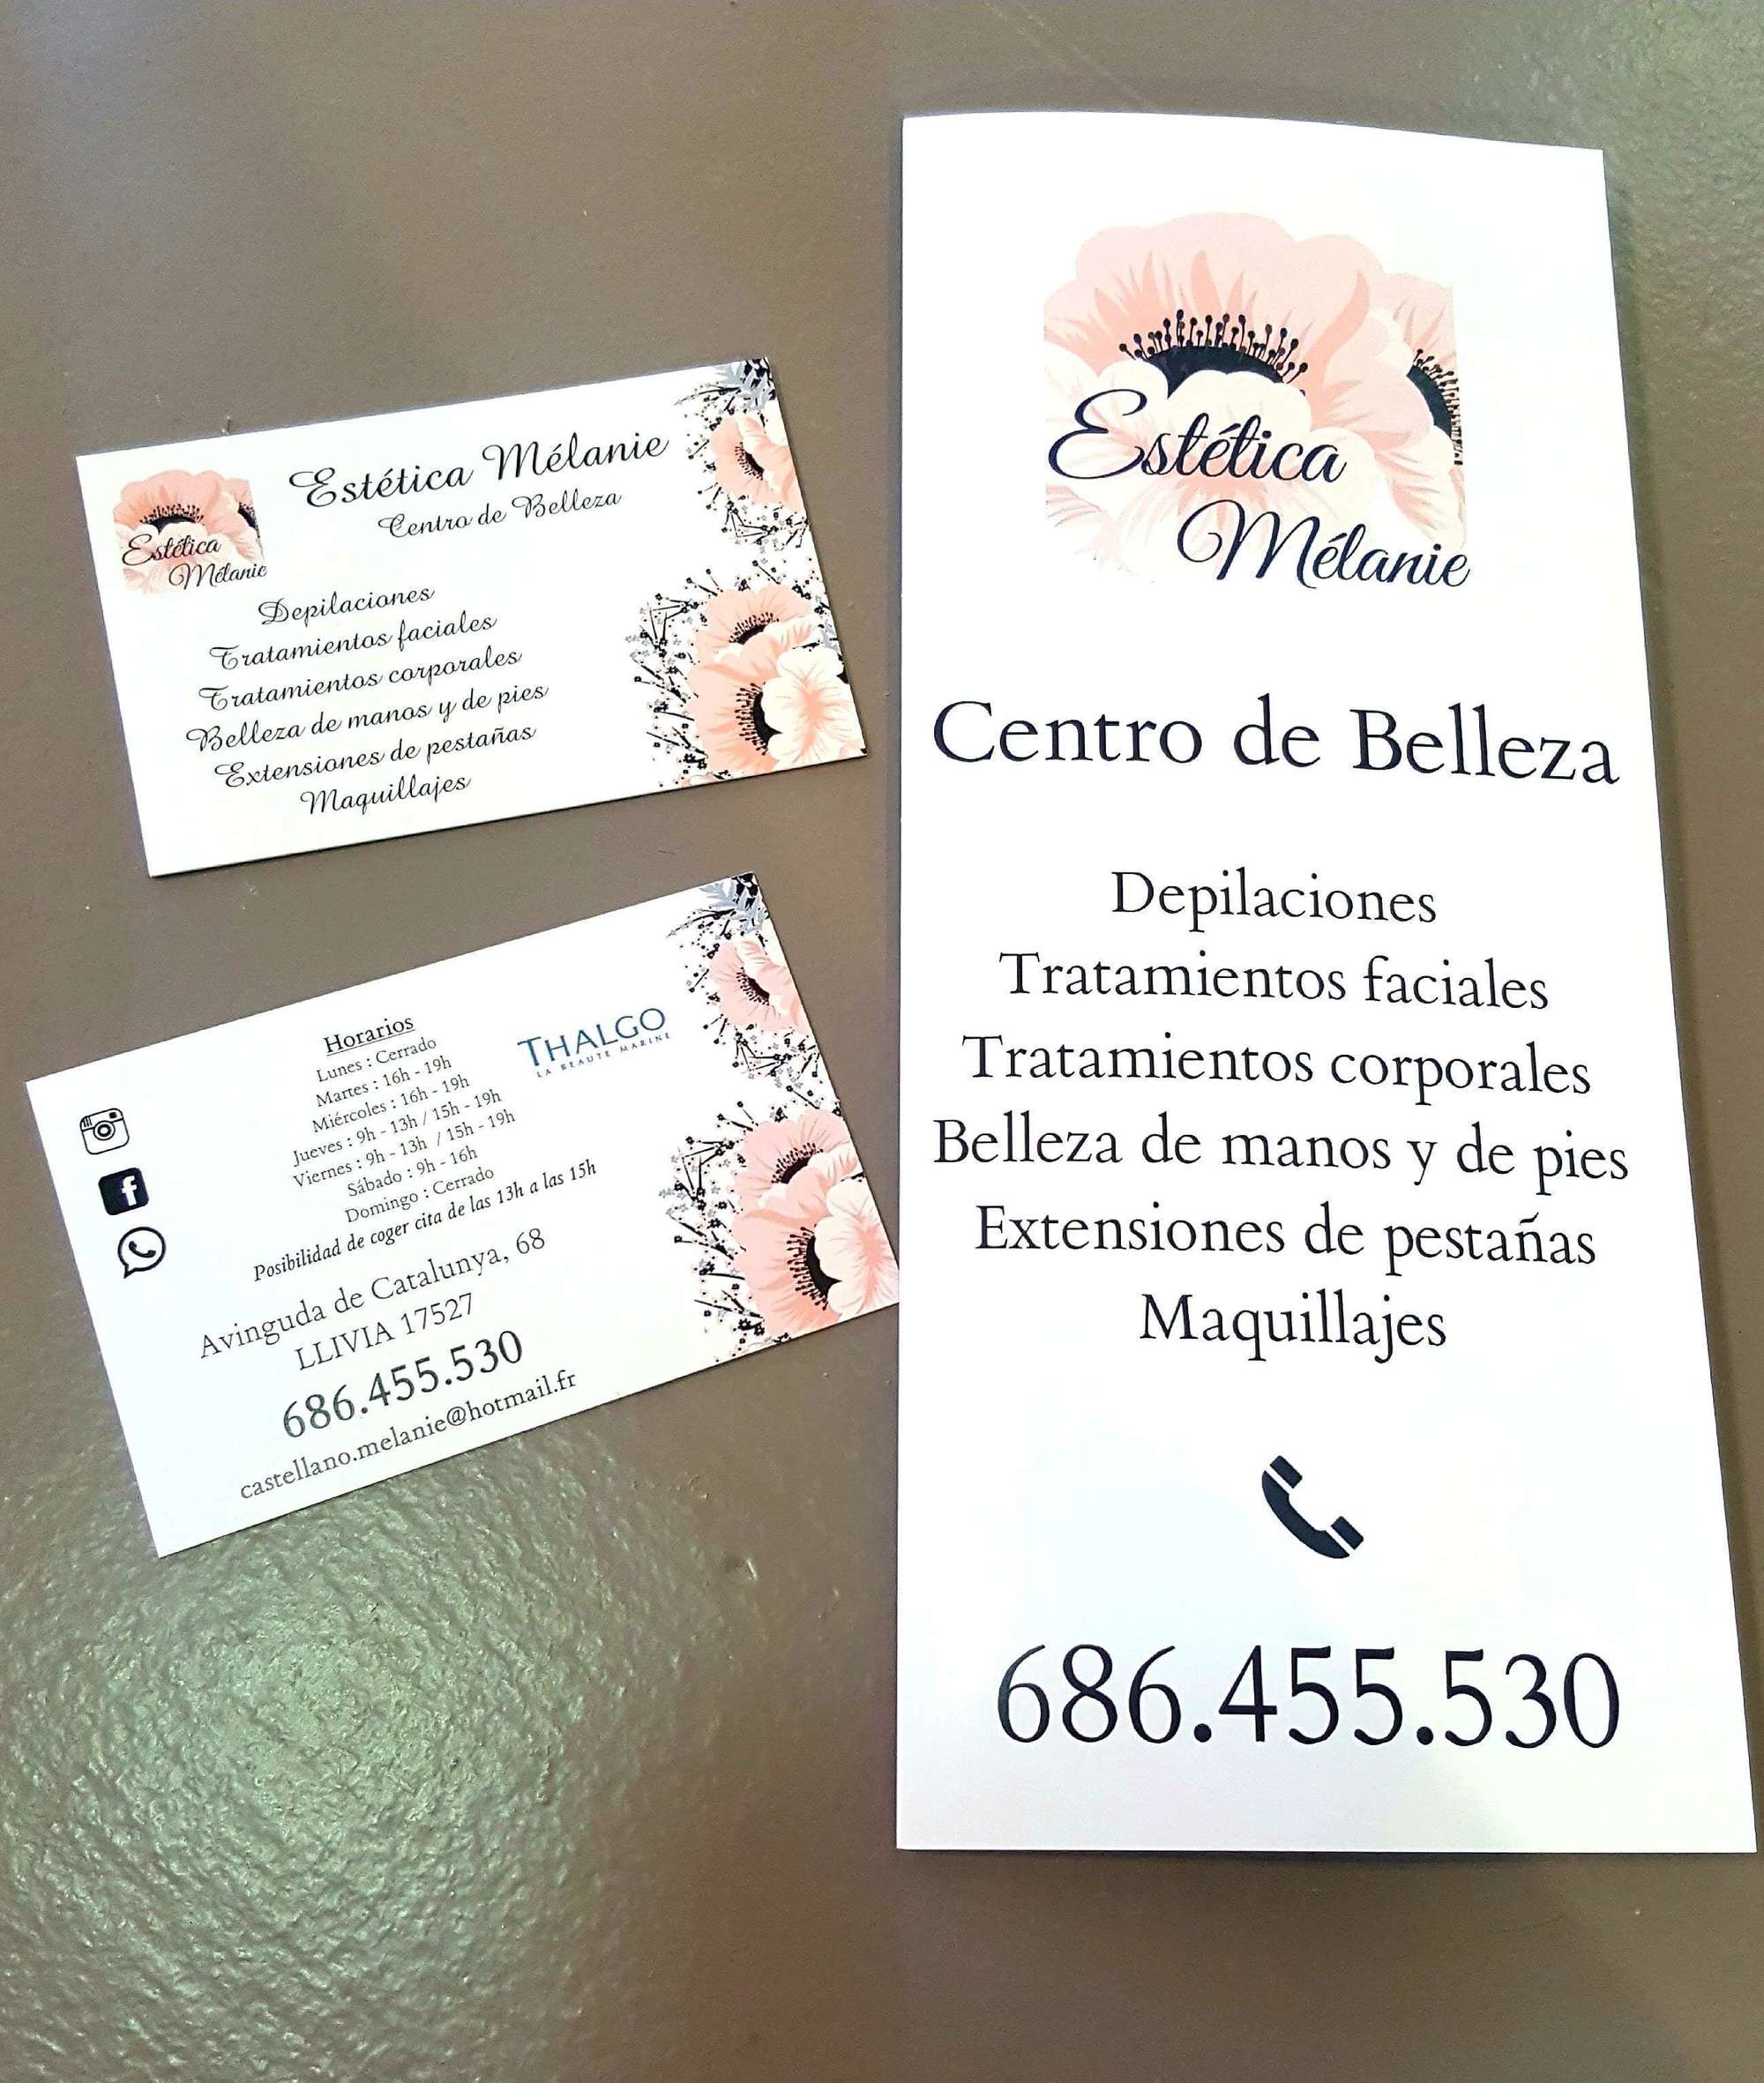 Estética
Mélanie
Estética Mélanie
Centro de Belleza
Depilaciones
Tratamientos faciales
Tratamientos corporales
Belleza de manos y de pies
Extensiones de pestañas
Maquillajes
Horarios
Lunes : Cerrado
Martes : 16h - 19h
Miércoles : 16h - 19h
Jueves : 9h - 13h / 15h - 19h
Viernes : 9h - 13h / 15h - 19h
Sábado : 9h - 16h
Domingo : Cerrado
Posibilidad de coger cita de las 13h a las 15h
THALGO
LA BEAUTE MARINE
Avinguda de Catalunya, 68
LLIVIA 17527
686.455.530
castellano.melanie@hotmail.fr
Estética
Mélanie
Centro de Belleza
Depilaciones
Tratamientos faciales
Tratamientos corporales
Belleza de manos y de pies
Extensiones de pestañas
Maquillajes
686.455.530